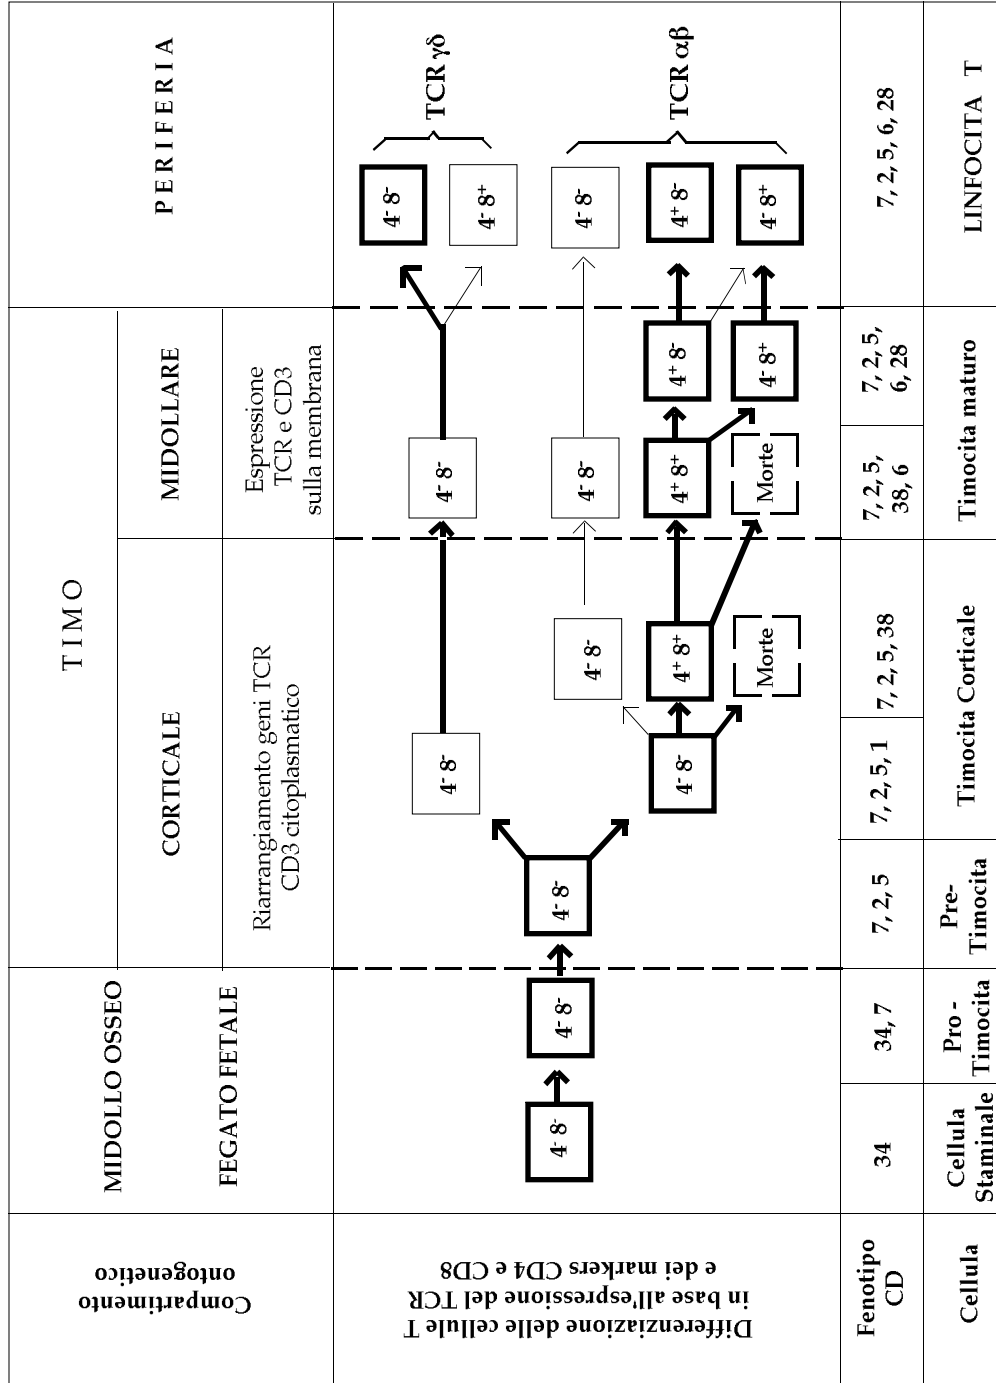 Compartimento
ontogenetico
MIDOLLO OSSEO
FEGATO FETALE
TIMO
CORTICALE
Riarrangiamento geni TCR
CD3 citoplasmatico
MIDOLLARE
Espressione
TCR e CD3
sulla membrana
PERIFERIA
Differenziazione delle cellule T
in base all'espressione del TCR
e dei markers CD4 e CD8
4⁻ 8⁻
4⁻ 8⁻
4⁻ 8⁻
4⁻ 8⁻
4⁻ 8⁻
4⁻ 8⁻
4⁻ 8⁺
TCR γδ
4⁻ 8⁻
4⁻ 8⁻
4⁻ 8⁻
4⁻ 8⁻
4⁺ 8⁺
4⁺ 8⁺
4⁺ 8⁻
4⁺ 8⁻
Morte
Morte
4⁻ 8⁺
4⁻ 8⁺
TCR αβ
Fenotipo
CD
34
34, 7
7, 2, 5
7, 2, 5, 1
7, 2, 5, 38
7, 2, 5,
38, 6
7, 2, 5,
6, 28
7, 2, 5, 6, 28
Cellula
Cellula
Staminale
Pro -
Timocita
Pre-
Timocita
Timocita Corticale
Timocita maturo
LINFOCITA T